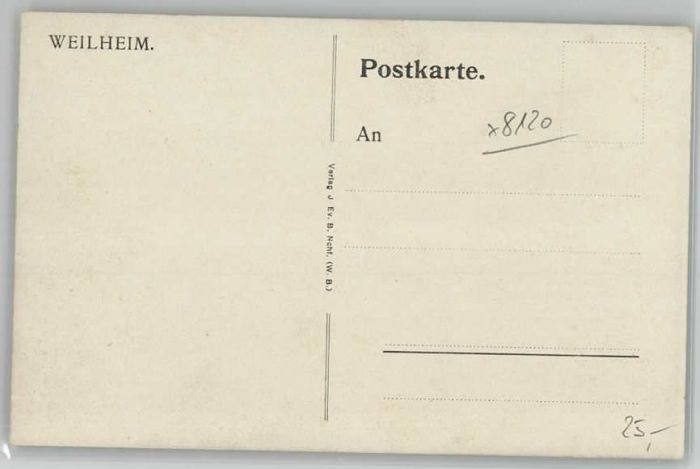 WEILHEIM.
Postkarte.
An
x8120
Verlag J. Ev. B. Nchf. (W. B.)
25,-